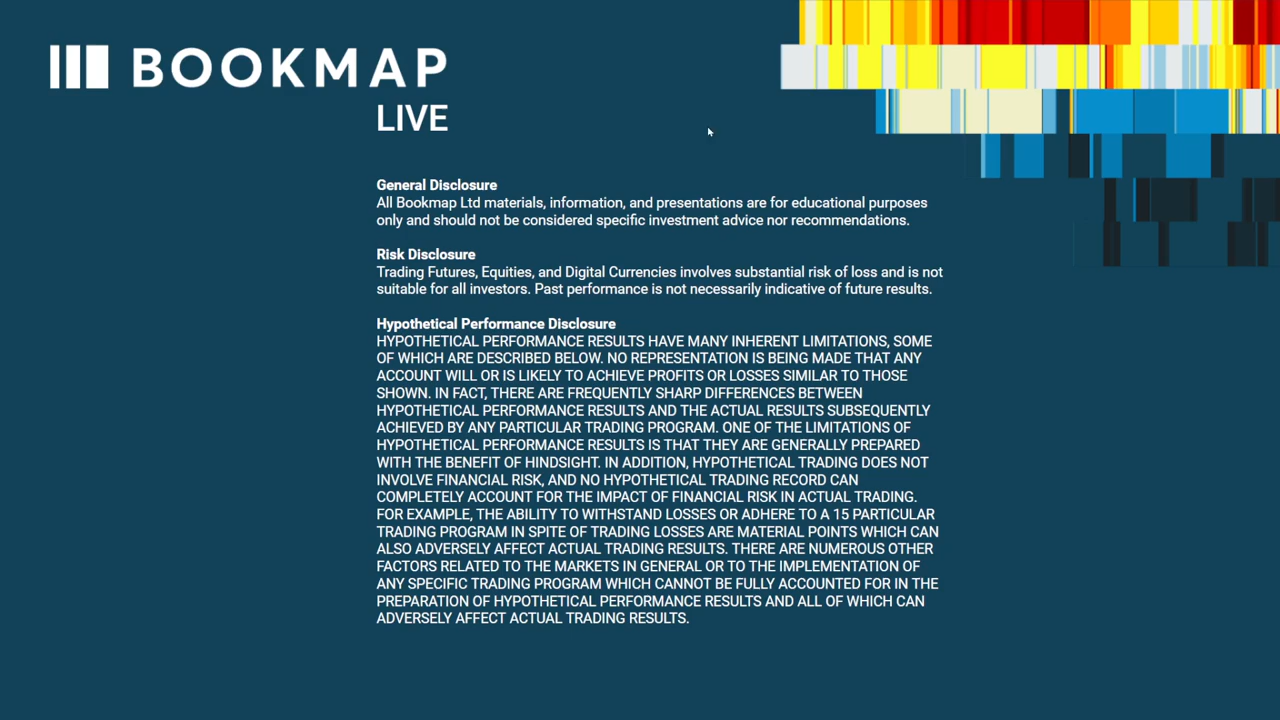 BOOKMAP
LIVE
General Disclosure
All Bookmap Ltd materials, information, and presentations are for educational purposes
only and should not be considered specific investment advice nor recommendations.
Risk Disclosure
Trading Futures, Equities, and Digital Currencies involves substantial risk of loss and is not
suitable for all investors. Past performance is not necessarily indicative of future results.
Hypothetical Performance Disclosure
HYPOTHETICAL PERFORMANCE RESULTS HAVE MANY INHERENT LIMITATIONS, SOME
OF WHICH ARE DESCRIBED BELOW. NO REPRESENTATION IS BEING MADE THAT ANY
ACCOUNT WILL OR IS LIKELY TO ACHIEVE PROFITS OR LOSSES SIMILAR TO THOSE
SHOWN. IN FACT, THERE ARE FREQUENTLY SHARP DIFFERENCES BETWEEN
HYPOTHETICAL PERFORMANCE RESULTS AND THE ACTUAL RESULTS SUBSEQUENTLY
ACHIEVED BY ANY PARTICULAR TRADING PROGRAM. ONE OF THE LIMITATIONS OF
HYPOTHETICAL PERFORMANCE RESULTS IS THAT THEY ARE GENERALLY PREPARED
WITH THE BENEFIT OF HINDSIGHT. IN ADDITION, HYPOTHETICAL TRADING DOES NOT
INVOLVE FINANCIAL RISK, AND NO HYPOTHETICAL TRADING RECORD CAN
COMPLETELY ACCOUNT FOR THE IMPACT OF FINANCIAL RISK IN ACTUAL TRADING.
FOR EXAMPLE, THE ABILITY TO WITHSTAND LOSSES OR ADHERE TO A 15 PARTICULAR
TRADING PROGRAM IN SPITE OF TRADING LOSSES ARE MATERIAL POINTS WHICH CAN
ALSO ADVERSELY AFFECT ACTUAL TRADING RESULTS. THERE ARE NUMEROUS OTHER
FACTORS RELATED TO THE MARKETS IN GENERAL OR TO THE IMPLEMENTATION OF
ANY SPECIFIC TRADING PROGRAM WHICH CANNOT BE FULLY ACCOUNTED FOR IN THE
PREPARATION OF HYPOTHETICAL PERFORMANCE RESULTS AND ALL OF WHICH CAN
ADVERSELY AFFECT ACTUAL TRADING RESULTS.